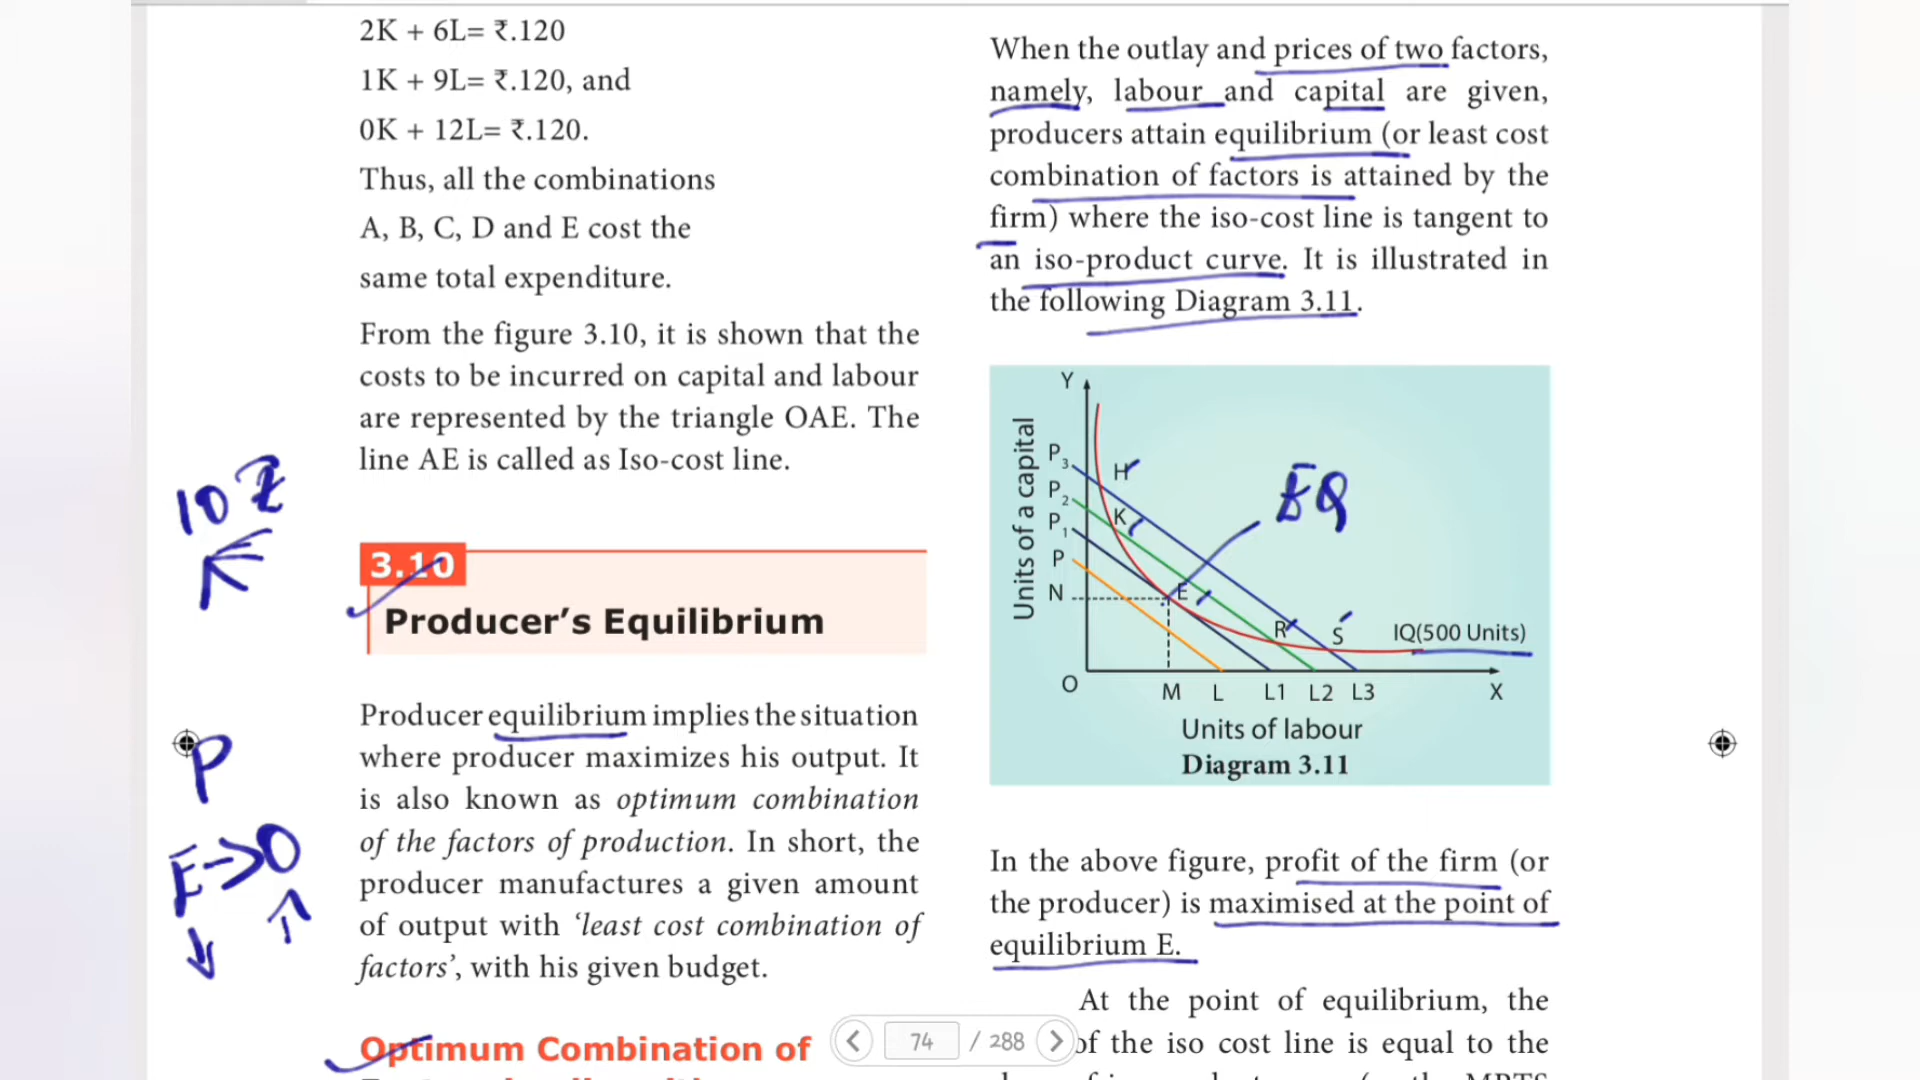 2K + 6L= ₹.120
1K + 9L= ₹.120, and
0K + 12L= ₹.120.
Thus, all the combinations
A, B, C, D and E cost the
same total expenditure.
From the figure 3.10, it is shown that the
costs to be incurred on capital and labour
are represented by the triangle OAE. The
line AE is called as Iso-cost line.
3.10
Producer's Equilibrium
Producer equilibrium implies the situation
where producer maximizes his output. It
is also known as optimum combination
of the factors of production. In short, the
producer manufactures a given amount
of output with ‘least cost combination of
factors’, with his given budget.
Optimum Combination of
10
P
E->O
When the outlay and prices of two factors,
namely, labour and capital are given,
producers attain equilibrium (or least cost
combination of factors is attained by the
firm) where the iso-cost line is tangent to
an iso-product curve. It is illustrated in
the following Diagram 3.11.
Y
Units of a capital
P3
H
P2
K
P1
P
N
E
EQ
R
S
IQ(500 Units)
O
M L L1 L2 L3 X
Units of labour
Diagram 3.11
In the above figure, profit of the firm (or
the producer) is maximised at the point of
equilibrium E.
At the point of equilibrium, the
of the iso cost line is equal to the
74 / 288